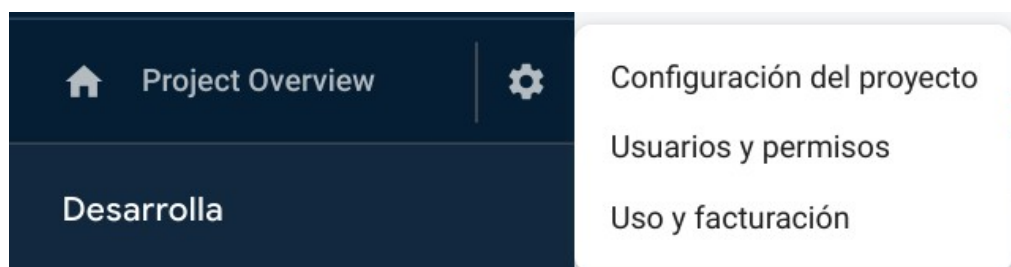 Project Overview
Desarrolla
Configuración del proyecto
Usuarios y permisos
Uso y facturación